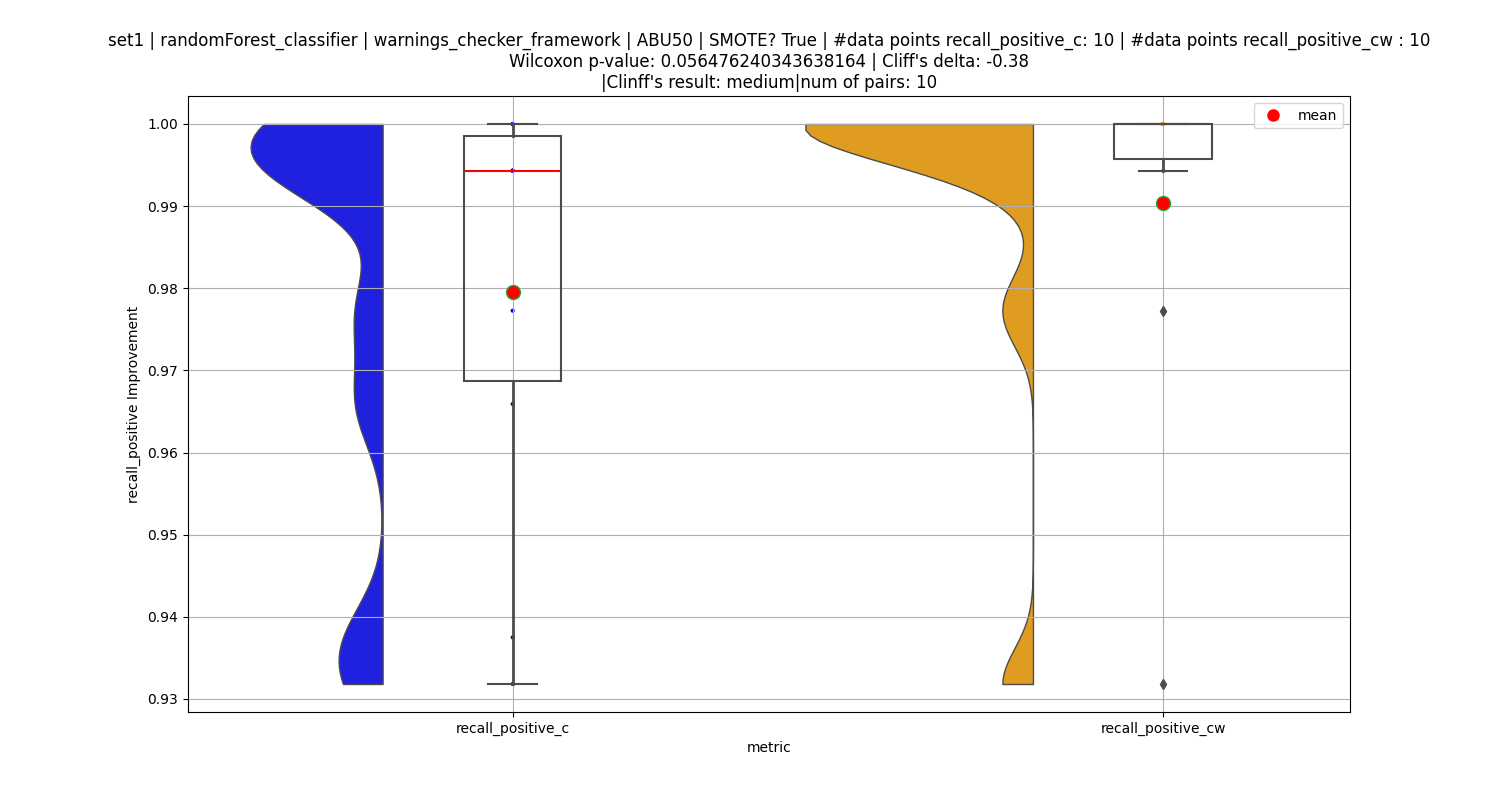 set1 | randomForest_classifier | warnings_checker_framework | ABU50 | SMOTE? True | #data points recall_positive_c: 10 | #data points recall_positive_cw : 10
Wilcoxon p-value: 0.056476240343638164 | Cliff's delta: -0.38
|Clinff's result: medium|num of pairs: 10
mean
1.00
0.99
0.98
0.97
0.96
0.95
0.94
0.93
recall_positive Improvement
recall_positive_c
recall_positive_cw
metric